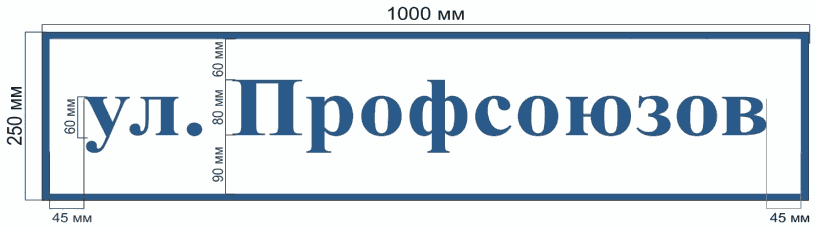 1000 мм
250 мм
60 мм
60 мм
80 мм
90 мм
ул. Профсоюзов
45 мм
45 мм